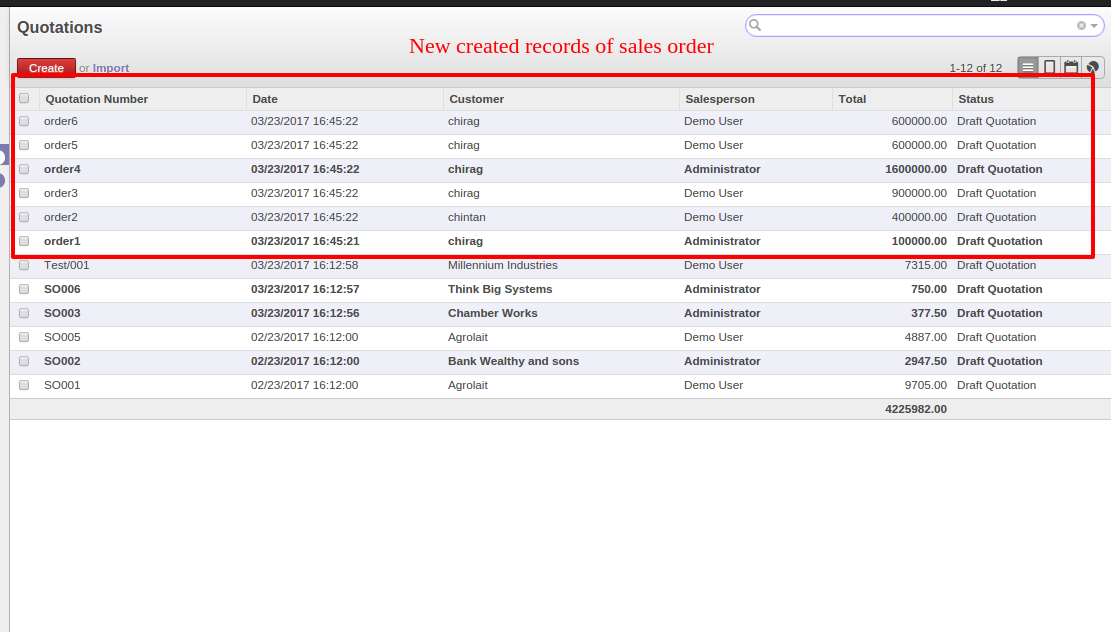 Quotations
New created records of sales order
Create or Import
1-12 of 12
Quotation Number Date Customer Salesperson Total Status
order6 03/23/2017 16:45:22 chirag Demo User 600000.00 Draft Quotation
order5 03/23/2017 16:45:22 chirag Demo User 600000.00 Draft Quotation
order4 03/23/2017 16:45:22 chirag Administrator 1600000.00 Draft Quotation
order3 03/23/2017 16:45:22 chirag Demo User 900000.00 Draft Quotation
order2 03/23/2017 16:45:22 chintan Demo User 400000.00 Draft Quotation
order1 03/23/2017 16:45:21 chirag Administrator 100000.00 Draft Quotation
Test/001 03/23/2017 16:12:58 Millennium Industries Demo User 7315.00 Draft Quotation
SO006 03/23/2017 16:12:57 Think Big Systems Administrator 750.00 Draft Quotation
SO003 03/23/2017 16:12:56 Chamber Works Administrator 377.50 Draft Quotation
SO005 02/23/2017 16:12:00 Agrolait Demo User 4887.00 Draft Quotation
SO002 02/23/2017 16:12:00 Bank Wealthy and sons Administrator 2947.50 Draft Quotation
SO001 02/23/2017 16:12:00 Agrolait Demo User 9705.00 Draft Quotation
4225982.00